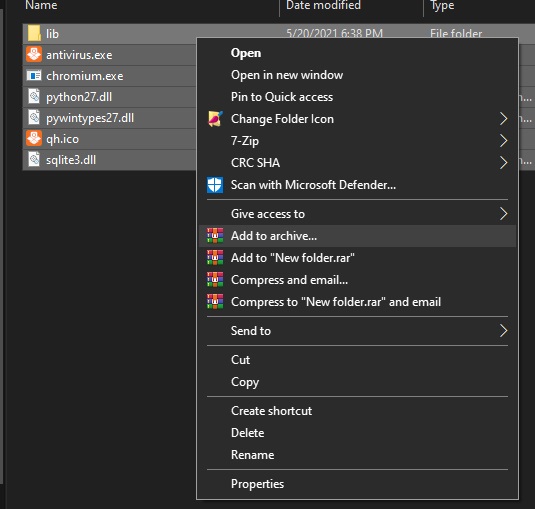 Name Date modified Type
lib 5/20/2021 6:38 PM File folder
antivirus.exe
chromium.exe
python27.dll
pywintypes27.dll
qh.ico
sqlite3.dll
Open
Open in new window
Pin to Quick access
Change Folder Icon
7-Zip
CRC SHA
Scan with Microsoft Defender...
Give access to
Add to archive...
Add to "New folder.rar"
Compress and email...
Compress to "New folder.rar" and email
Send to
Cut
Copy
Create shortcut
Delete
Rename
Properties